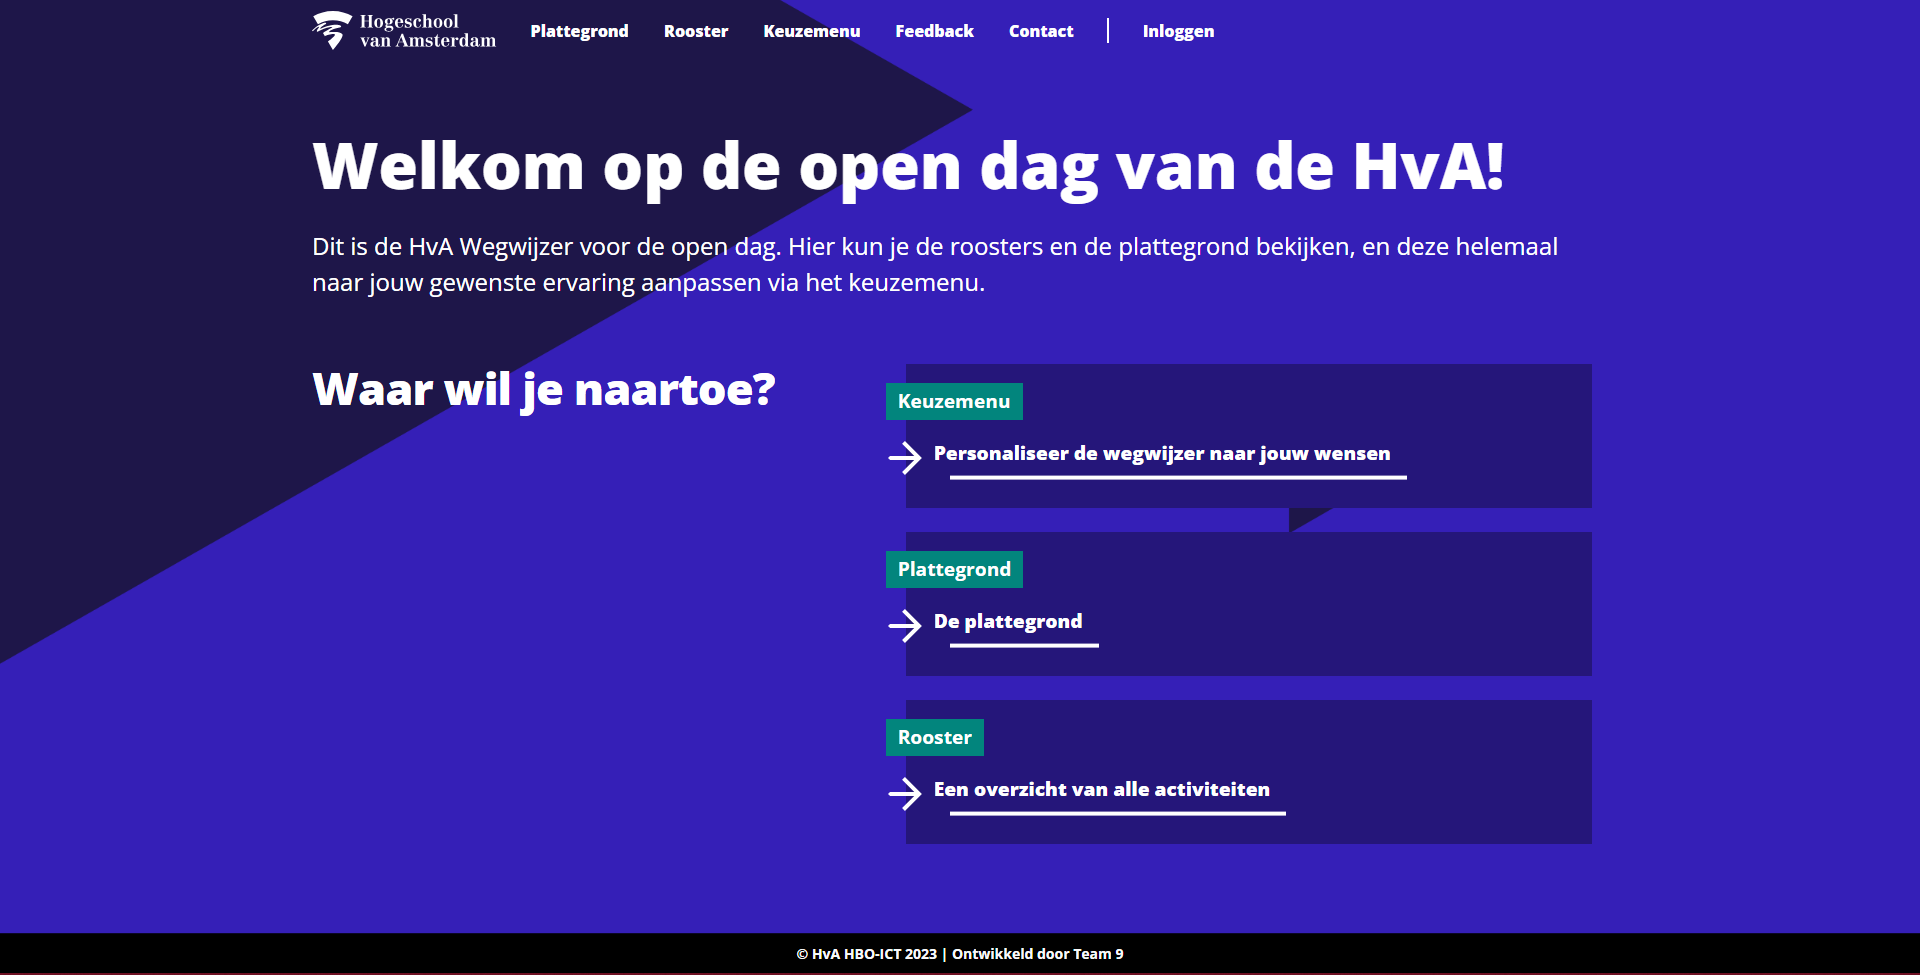 Hogeschool
van Amsterdam
Plattegrond Rooster Keuzemenu Feedback Contact | Inloggen
Welkom op de open dag van de HvA!
Dit is de HvA Wegwijzer voor de open dag. Hier kun je de roosters en de plattegrond bekijken, en deze helemaal
naar jouw gewenste ervaring aanpassen via het keuzemenu.
Waar wil je naartoe?
Keuzemenu
Personaliseer de wegwijzer naar jouw wensen
Plattegrond
De plattegrond
Rooster
Een overzicht van alle activiteiten
© HvA HBO-ICT 2023 | Ontwikkeld door Team 9